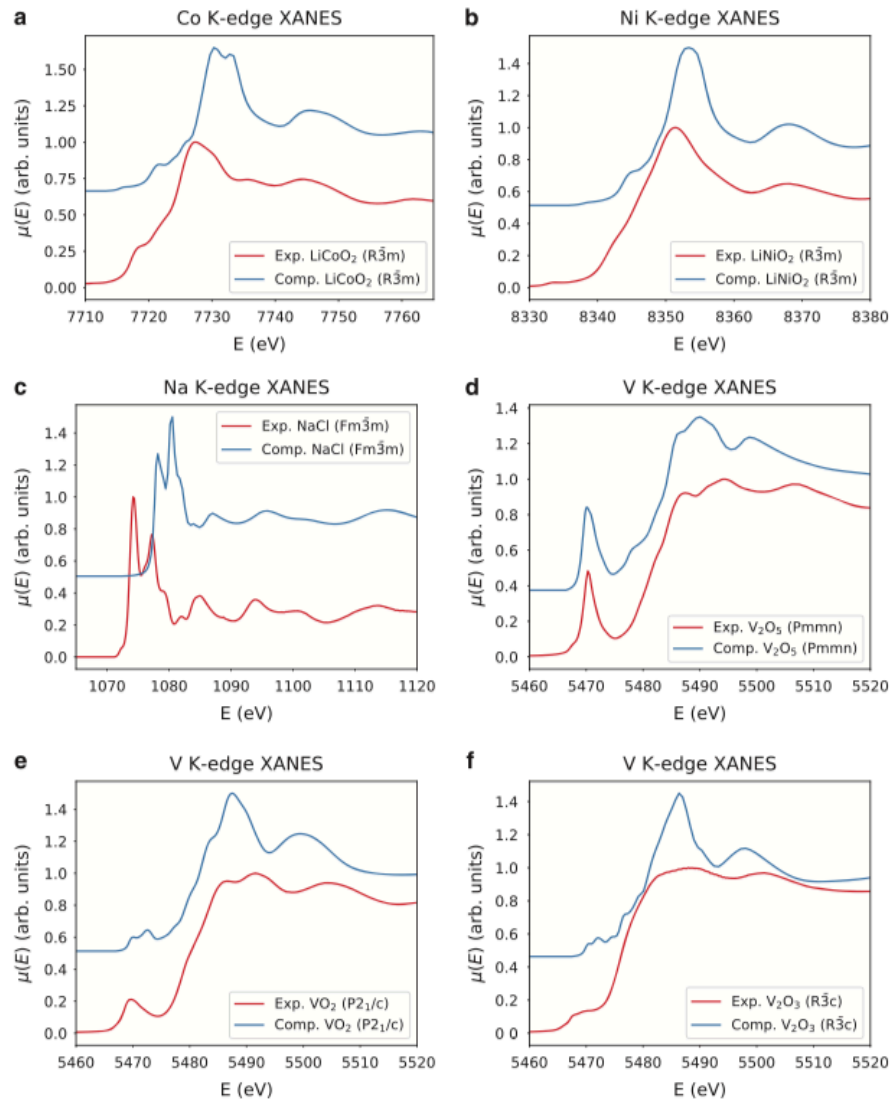 a
Co K-edge XANES
μ(E) (arb. units)
1.50
1.25
1.00
0.75
0.50
0.25
0.00
Exp. LiCoO₂ (R3̄m)
Comp. LiCoO₂ (R3̄m)
7710 7720 7730 7740 7750 7760
E (eV)
b
Ni K-edge XANES
μ(E) (arb. units)
1.4
1.2
1.0
0.8
0.6
0.4
0.2
0.0
Exp. LiNiO₂ (R3̄m)
Comp. LiNiO₂ (R3̄m)
8330 8340 8350 8360 8370 8380
E (eV)
c
Na K-edge XANES
μ(E) (arb. units)
1.4
1.2
1.0
0.8
0.6
0.4
0.2
0.0
Exp. NaCl (Fm3̄m)
Comp. NaCl (Fm3̄m)
1070 1080 1090 1100 1110 1120
E (eV)
d
V K-edge XANES
μ(E) (arb. units)
1.4
1.2
1.0
0.8
0.6
0.4
0.2
0.0
Exp. V₂O₅ (Pmmn)
Comp. V₂O₅ (Pmmn)
5460 5470 5480 5490 5500 5510 5520
E (eV)
e
V K-edge XANES
μ(E) (arb. units)
1.4
1.2
1.0
0.8
0.6
0.4
0.2
0.0
Exp. VO₂ (P2₁/c)
Comp. VO₂ (P2₁/c)
5460 5470 5480 5490 5500 5510 5520
E (eV)
f
V K-edge XANES
μ(E) (arb. units)
1.4
1.2
1.0
0.8
0.6
0.4
0.2
0
Exp. V₂O₃ (R3̄c)
Comp. V₂O₃ (R3̄c)
5460 5470 5480 5490 5500 5510 5520
E (eV)